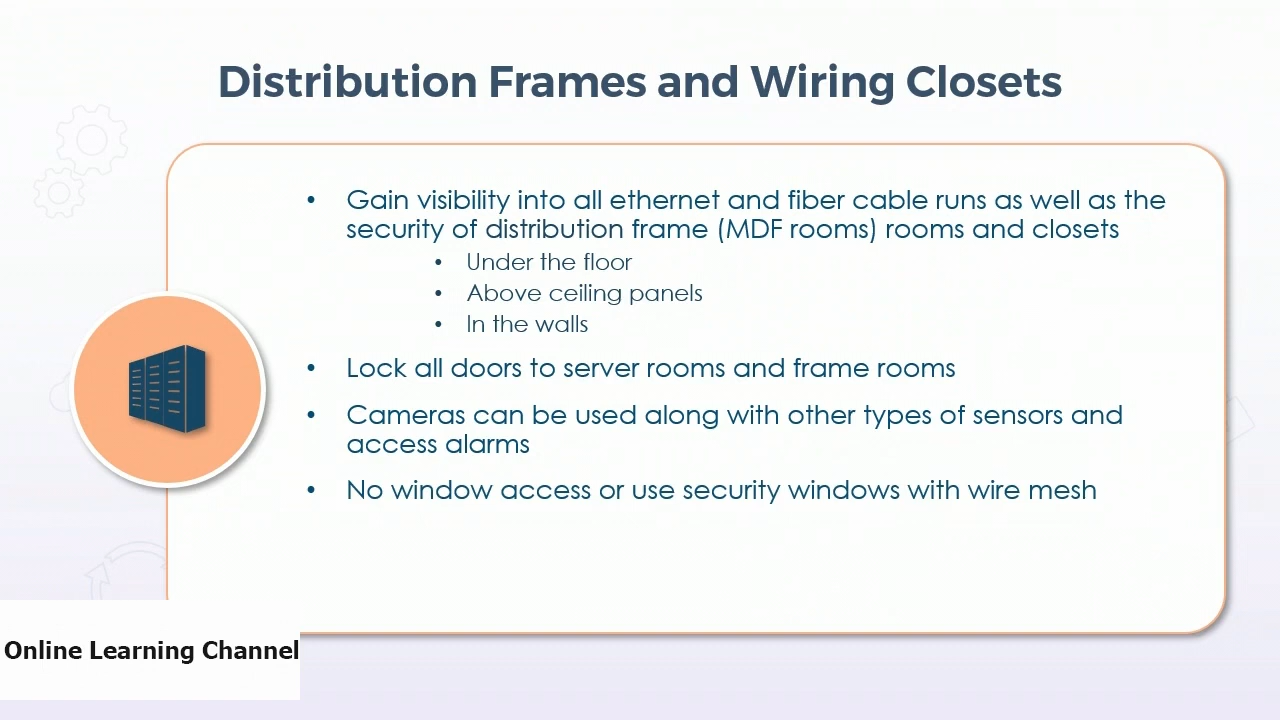 Distribution Frames and Wiring Closets
• Gain visibility into all ethernet and fiber cable runs as well as the
security of distribution frame (MDF rooms) rooms and closets
• Under the floor
• Above ceiling panels
• In the walls
• Lock all doors to server rooms and frame rooms
• Cameras can be used along with other types of sensors and
access alarms
• No window access or use security windows with wire mesh
Online Learning Channel